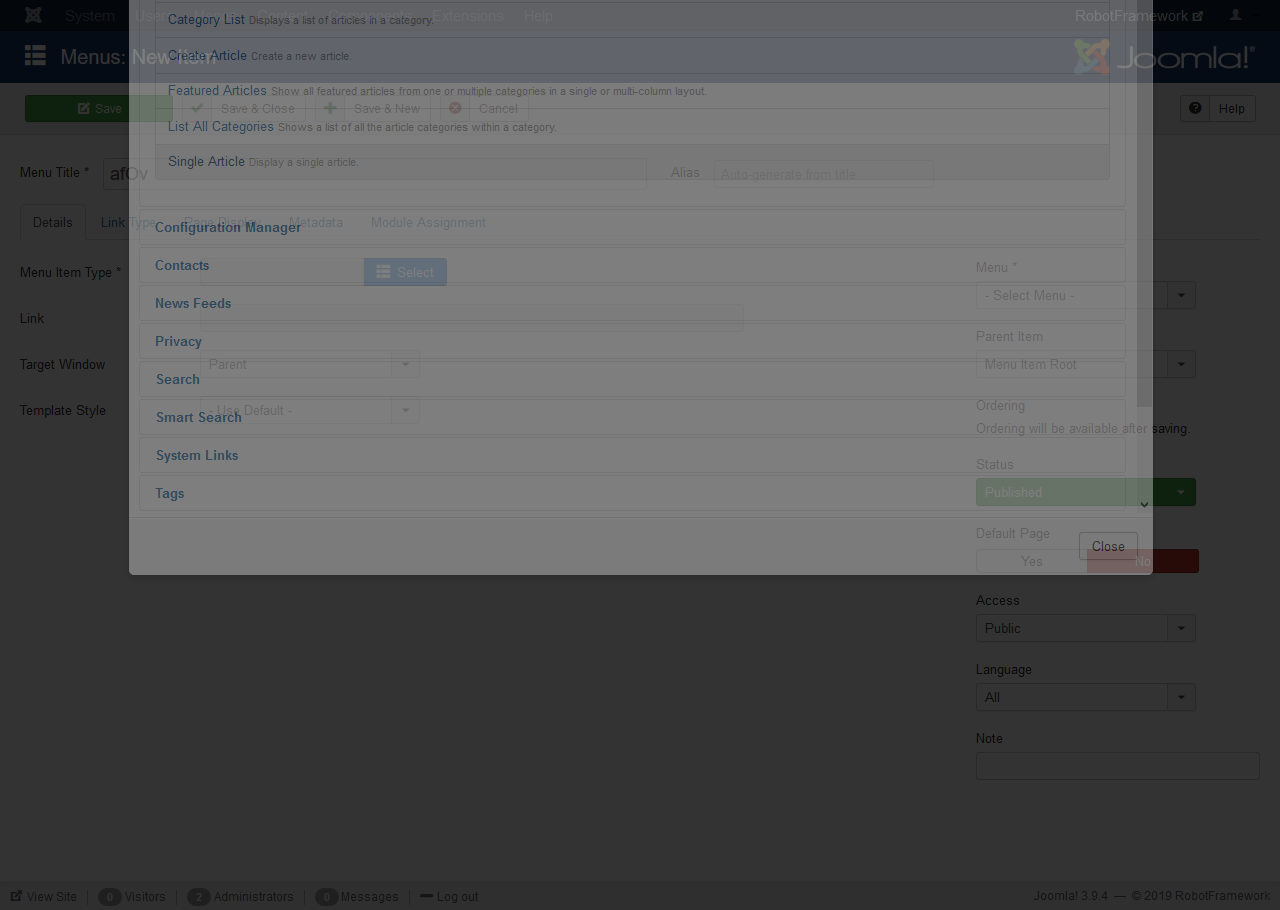 System Users Menus Content Components Extensions Help RobotFramework
Menus: New Item Joomla!®
Save Save & Close Save & New Cancel Help
Menu Title * afOv Alias Auto-generate from title
Details Link Type Page Display Metadata Module Assignment
Menu Item Type * Select
Link
Target Window Parent
Template Style - Use Default -
Menu *
- Select Menu -
Parent Item
Menu Item Root
Ordering
Ordering will be available after saving.
Status
Published
Default Page
Yes No
Access
Public
Language
All
Note
Category List Displays a list of articles in a category.
Create Article Create a new article.
Featured Articles Show all featured articles from one or multiple categories in a single or multi-column layout.
List All Categories Shows a list of all the article categories within a category.
Single Article Display a single article.
Configuration Manager
Contacts
News Feeds
Privacy
Search
Smart Search
System Links
Tags
Close
View Site 0 Visitors 2 Administrators 0 Messages Log out Joomla! 3.9.4 — © 2019 RobotFramework